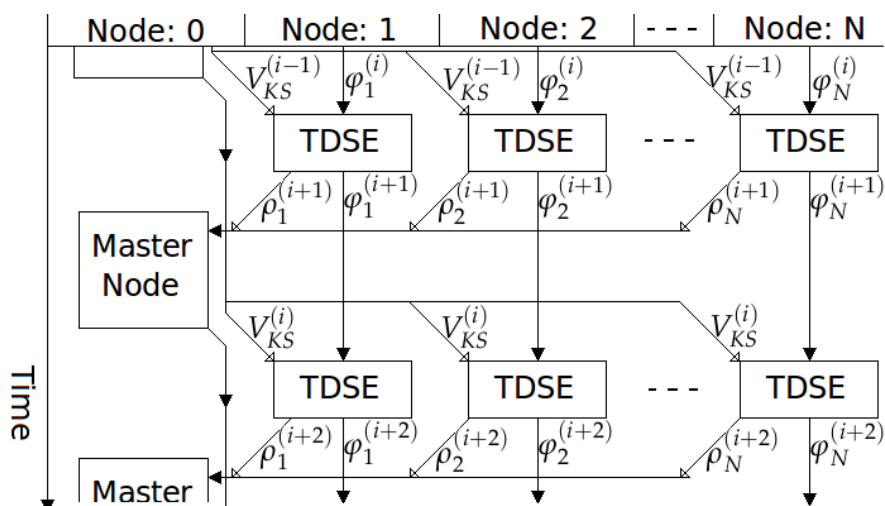 Node: 0 Node: 1 Node: 2 ---- Node: N
V_{KS}^{(i−1)} φ_1^{(i)} V_{KS}^{(i−1)} φ_2^{(i)} V_{KS}^{(i−1)} φ_N^{(i)}
TDSE TDSE --- TDSE
ρ_1^{(i+1)} φ_1^{(i+1)} ρ_2^{(i+1)} φ_2^{(i+1)} ρ_N^{(i+1)} φ_N^{(i+1)}
Master
Node
V_{KS}^{(i)} V_{KS}^{(i)} V_{KS}^{(i)}
TDSE TDSE --- TDSE
Time
ρ_1^{(i+2)} φ_1^{(i+2)} ρ_2^{(i+2)} φ_2^{(i+2)} ρ_N^{(i+2)} φ_N^{(i+2)}
Master